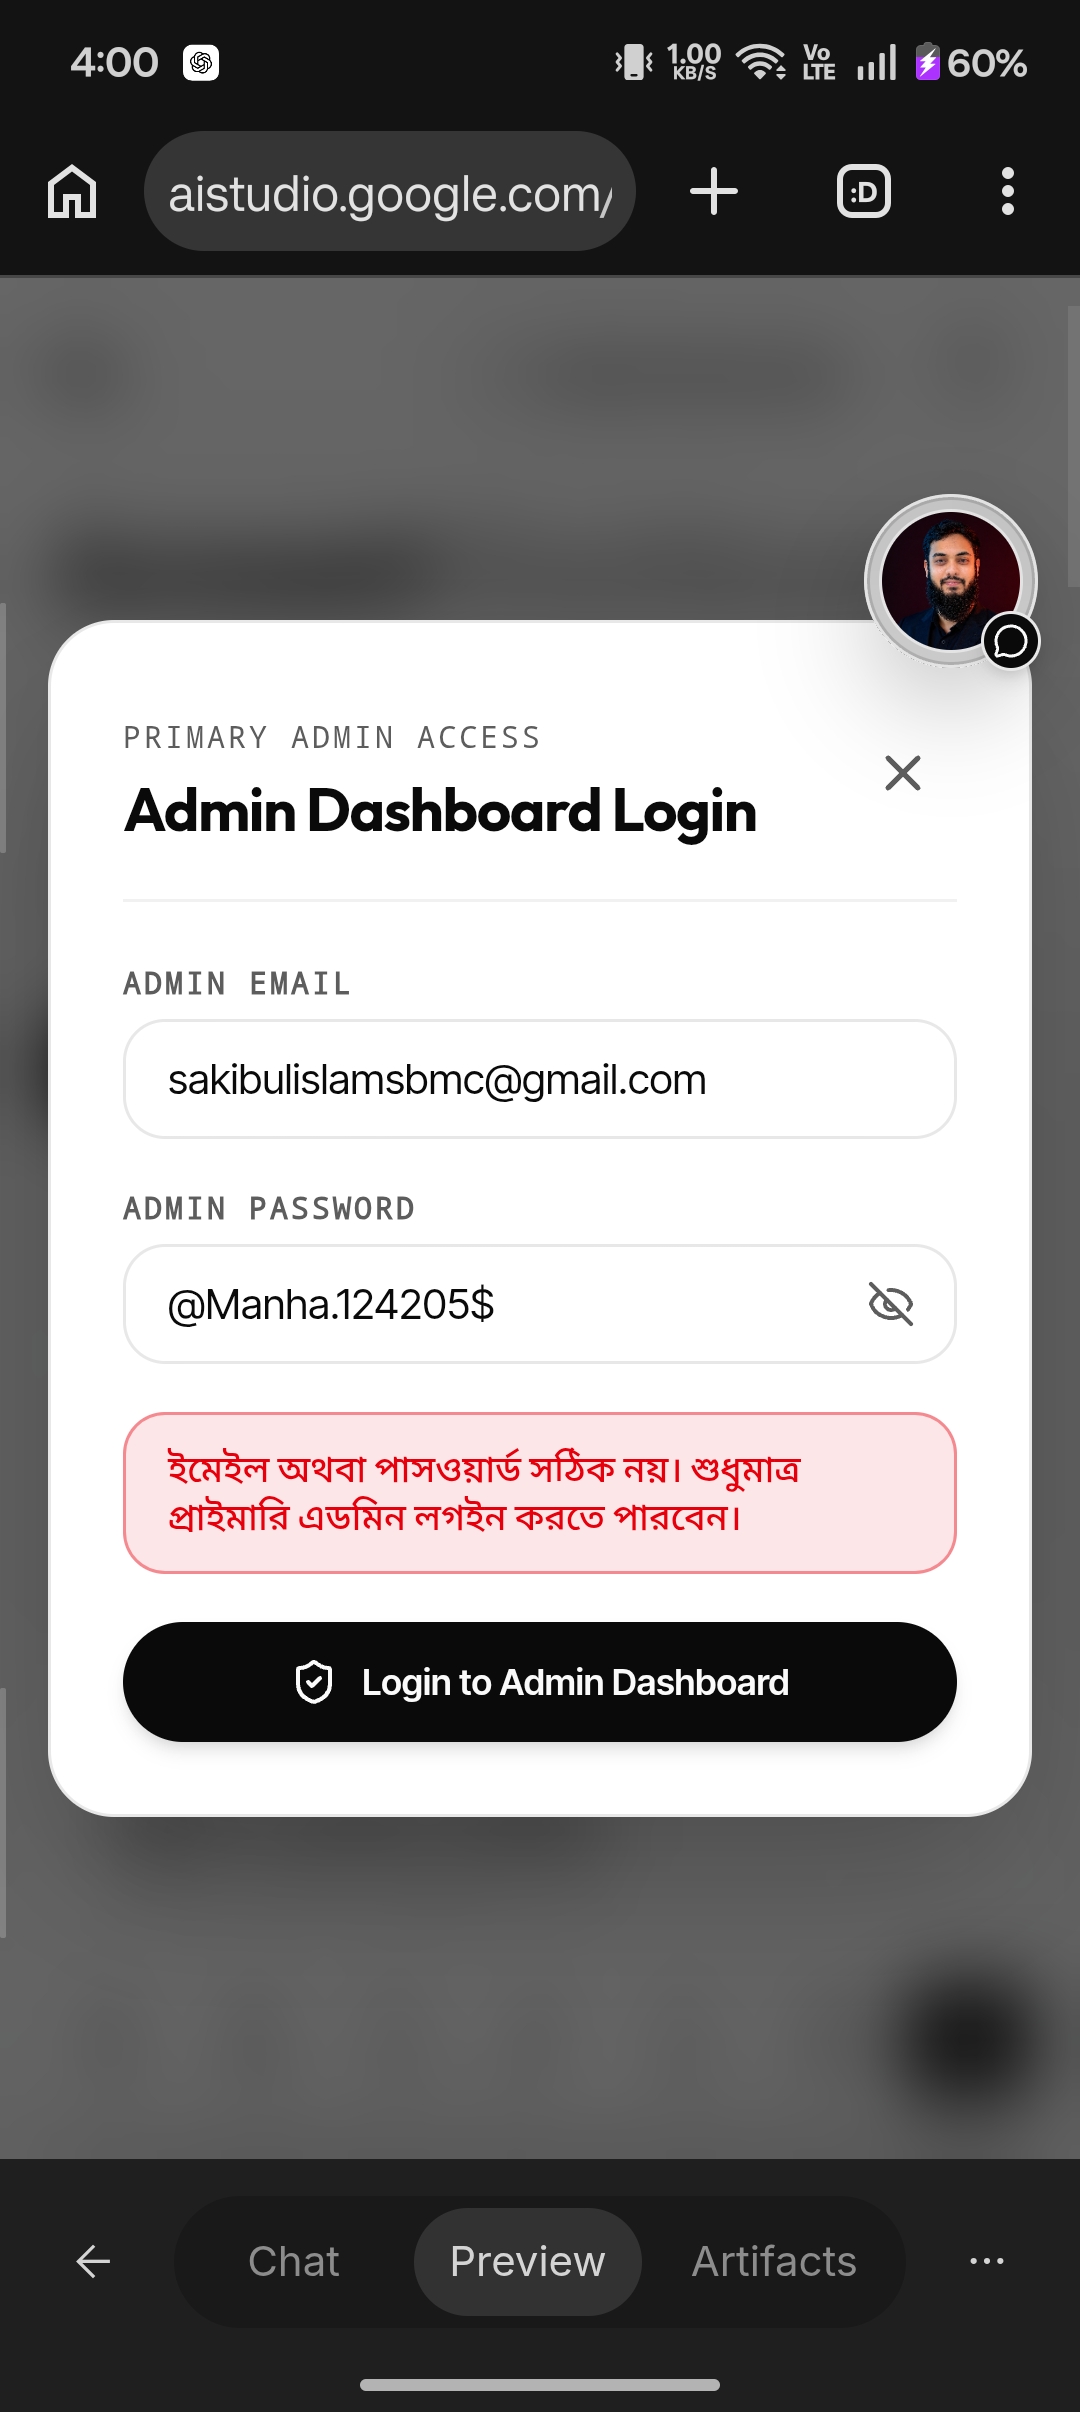 4:00
1.00
KB/S
Vo
LTE
60%
aistudio.google.com/
:D
PRIMARY ADMIN ACCESS
Admin Dashboard Login
ADMIN EMAIL
sakibulislamsbmc@gmail.com
ADMIN PASSWORD
@Manha.124205$
ইমেইল অথবা পাসওয়ার্ড সঠিক নয়। শুধুমাত্র
প্রাইমারি এডমিন লগইন করতে পারবেন।
Login to Admin Dashboard
Chat
Preview
Artifacts